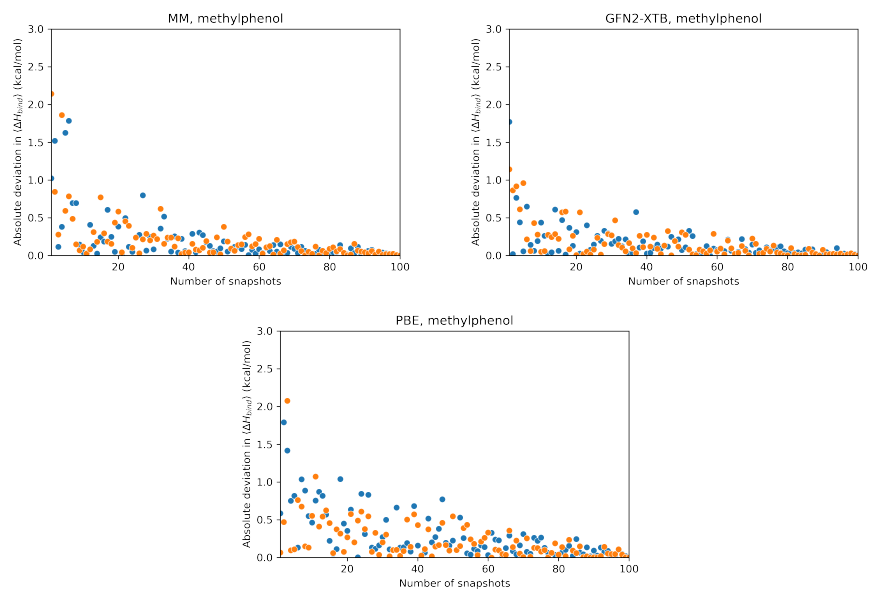 MM, methylphenol
3.0
2.5
2.0
1.5
1.0
0.5
0.0
20 40 60 80 100
Number of snapshots
Absolute deviation in ⟨ΔH_bind⟩ (kcal/mol)
GFN2-XTB, methylphenol
3.0
2.5
2.0
1.5
1.0
0.5
0.0
20 40 60 80 100
Number of snapshots
Absolute deviation in ⟨ΔH_bind⟩ (kcal/mol)
PBE, methylphenol
3.0
2.5
2.0
1.5
1.0
0.5
0.0
20 40 60 80 100
Number of snapshots
Absolute deviation in ⟨ΔH_bind⟩ (kcal/mol)